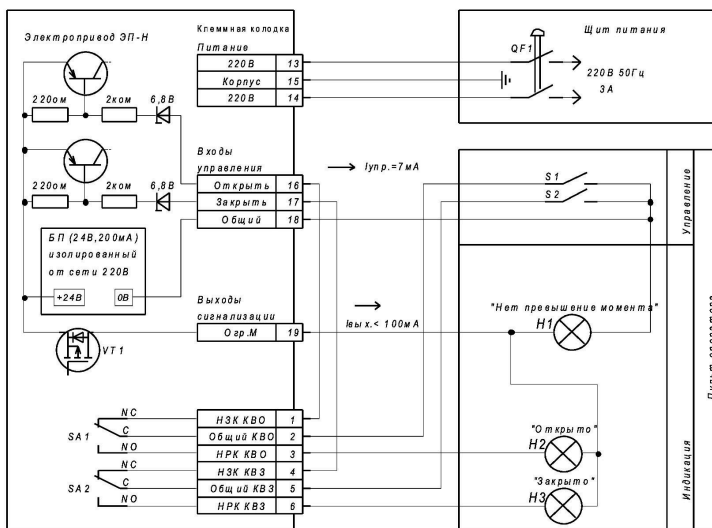 Электропривод ЭП-Н
Клеммная колодка
Питание
220В 13
Корпус 15
220В 14
Щит питания
QF1
220В 50Гц
3А
220ом
2ком
6,8В
220ом
2ком
6,8В
Входы
управления
Открыть 16
Закрыть 17
Общий 18
Iупр.=7мА
S1
S2
Управление
БП (24В,200мА)
изолированный
от сети 220В
+24В
0В
Выходы
сигнализации
Огр.М 19
Iвых.< 100мА
VT1
"Нет превышение момента"
H1
Пульт оператора
SA1
NC
C
NO
НЗК КВО 1
Общий КВО 2
НРК КВО 3
SA2
NC
C
NO
НЗК КВЗ 4
Общий КВЗ 5
НРК КВЗ 6
"Открыто"
H2
"Закрыто"
H3
Индикация